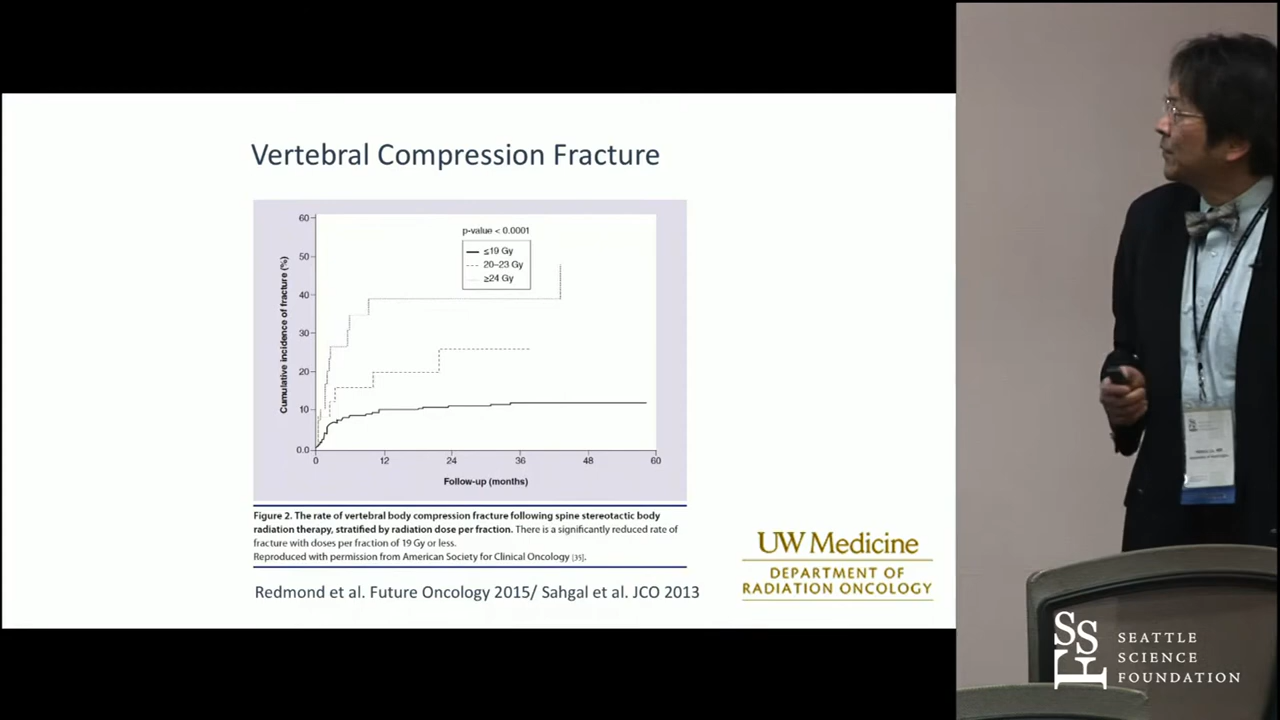 Vertebral Compression Fracture
60
50
40
30
20
10
0.0
Cumulative incidence of fracture (%)
p-value < 0.0001
≤19 Gy
20–23 Gy
≥24 Gy
0 12 24 36 48 60
Follow-up (months)
Figure 2. The rate of vertebral body compression fracture following spine stereotactic body
radiation therapy, stratified by radiation dose per fraction. There is a significantly reduced rate of
fracture with doses per fraction of 19 Gy or less.
Reproduced with permission from American Society for Clinical Oncology [35].
Redmond et al. Future Oncology 2015/ Sahgal et al. JCO 2013
UW Medicine
DEPARTMENT OF
RADIATION ONCOLOGY
SSF
SEATTLE
SCIENCE
FOUNDATION